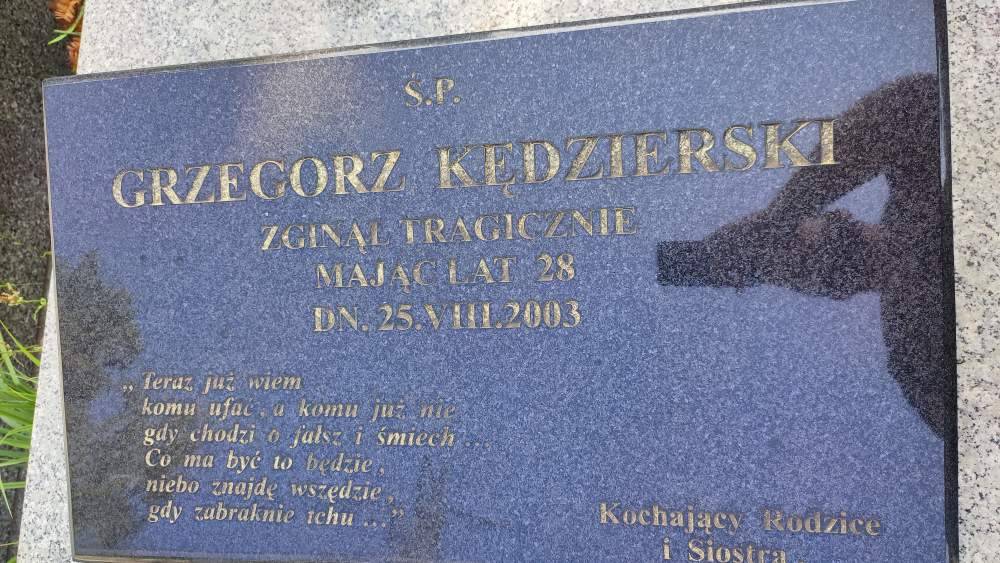 Ś.P.
GRZEGORZ KĘDZIERSKI
ZGINĄŁ TRAGICZNIE
MAJĄC LAT 28
DN. 25.VIII.2003
„Teraz już wiem
komu ufać, a komu już nie
gdy chodzi o fałsz i śmiech ...
Co ma być to będzie,
niebo znajdę wszędzie,
gdy zabraknie tchu ..."
Kochający Rodzice
i Siostra